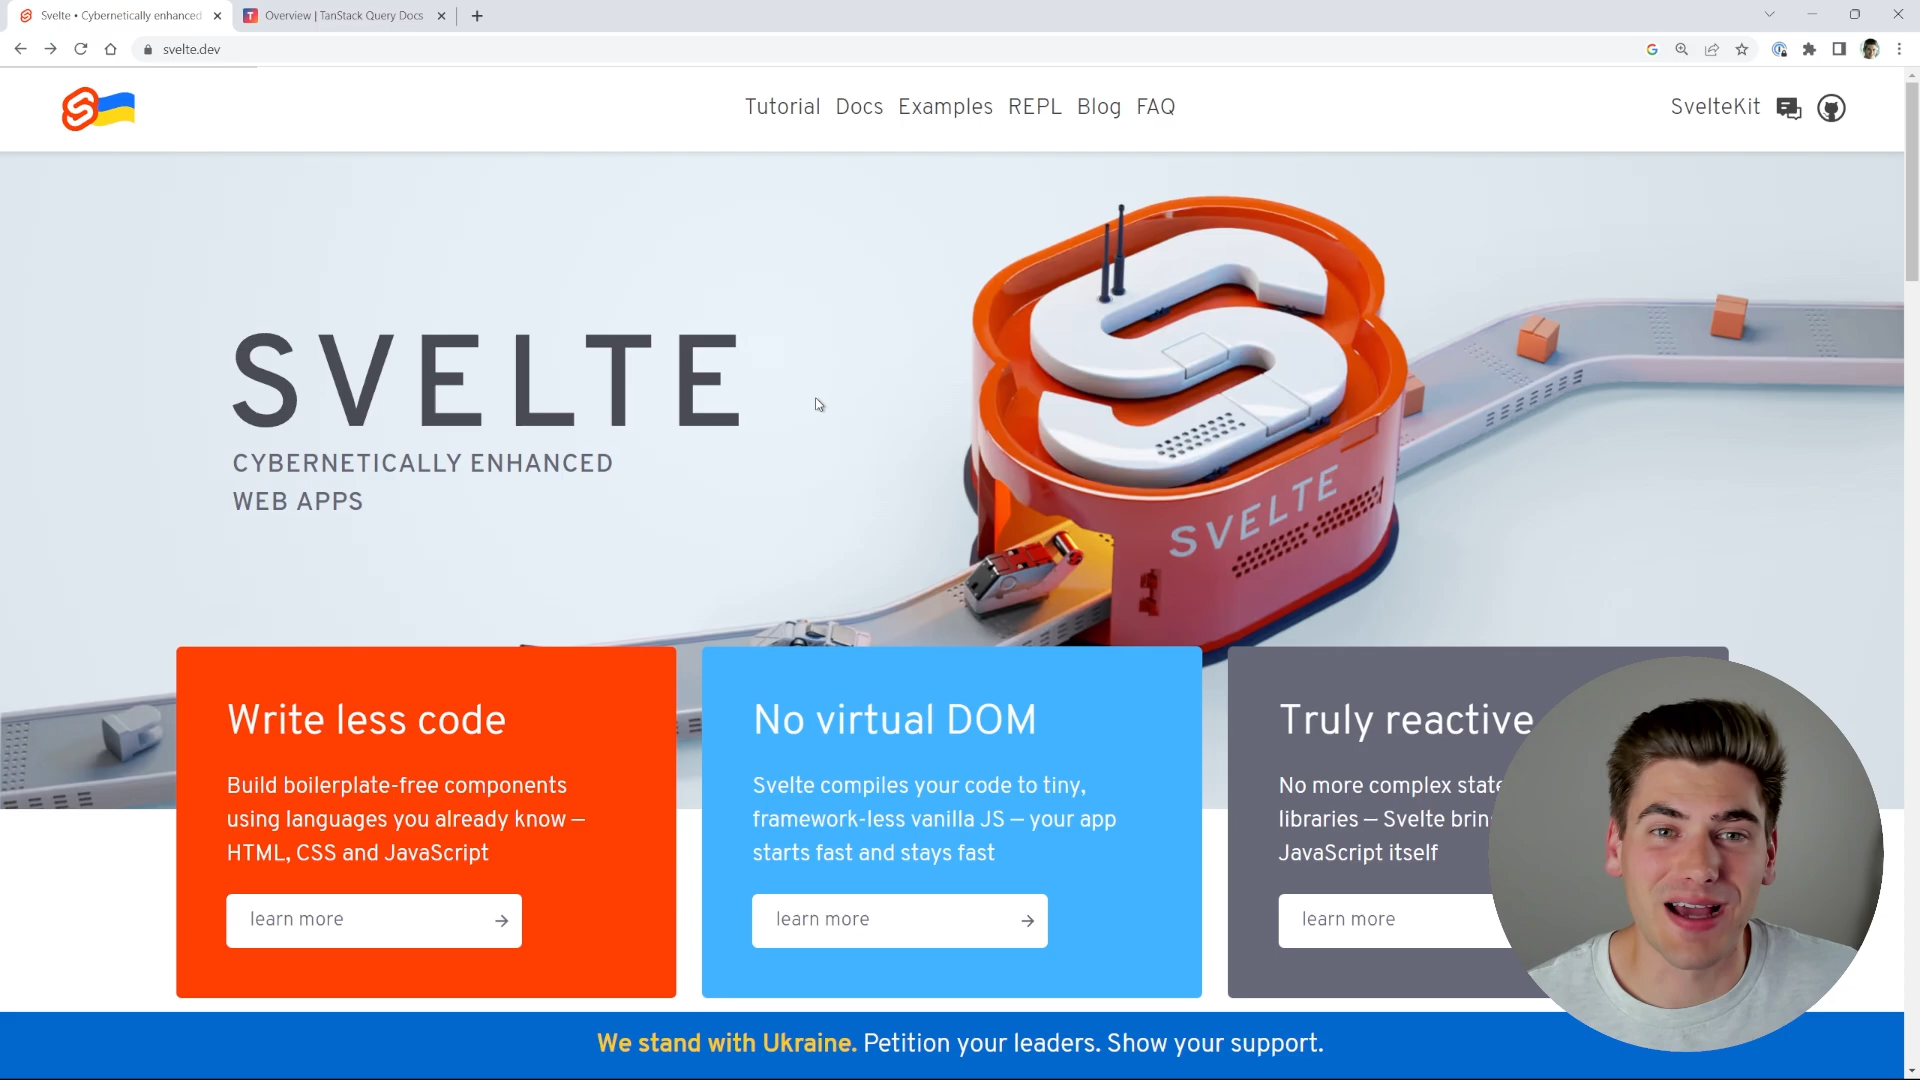 Svelte • Cybernetically enhanced
Overview | TanStack Query Docs
svelte.dev
Tutorial Docs Examples REPL Blog FAQ
SvelteKit
SVELTE
CYBERNETICALLY ENHANCED
WEB APPS
SVELTE
Write less code
Build boilerplate-free components
using languages you already know —
HTML, CSS and JavaScript
learn more
No virtual DOM
Svelte compiles your code to tiny,
framework-less vanilla JS — your app
starts fast and stays fast
learn more
Truly reactive
No more complex state
libraries — Svelte
JavaScript itself
learn more
We stand with Ukraine. Petition your leaders. Show your support.